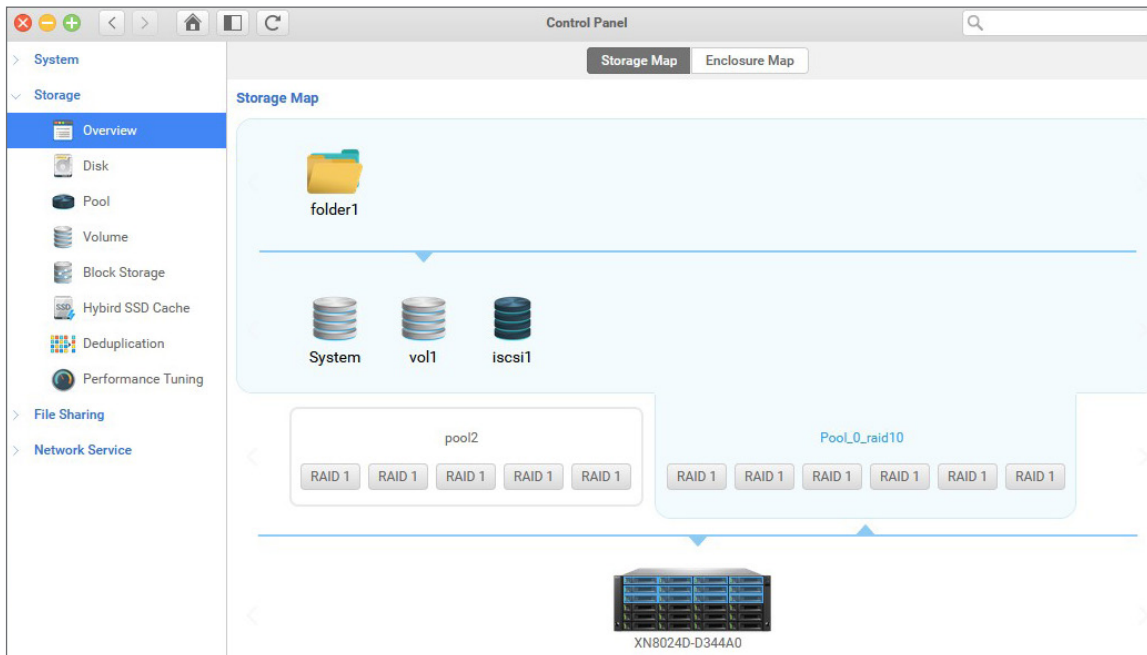 Control Panel
System
Storage
Overview
Disk
Pool
Volume
Block Storage
Hybird SSD Cache
Deduplication
Performance Tuning
File Sharing
Network Service
Storage Map Enclosure Map
Storage Map
folder1
System vol1 iscsi1
pool2 Pool_0_raid10
RAID 1 RAID 1 RAID 1 RAID 1 RAID 1 RAID 1 RAID 1 RAID 1 RAID 1 RAID 1 RAID 1
XN8024D-D344A0